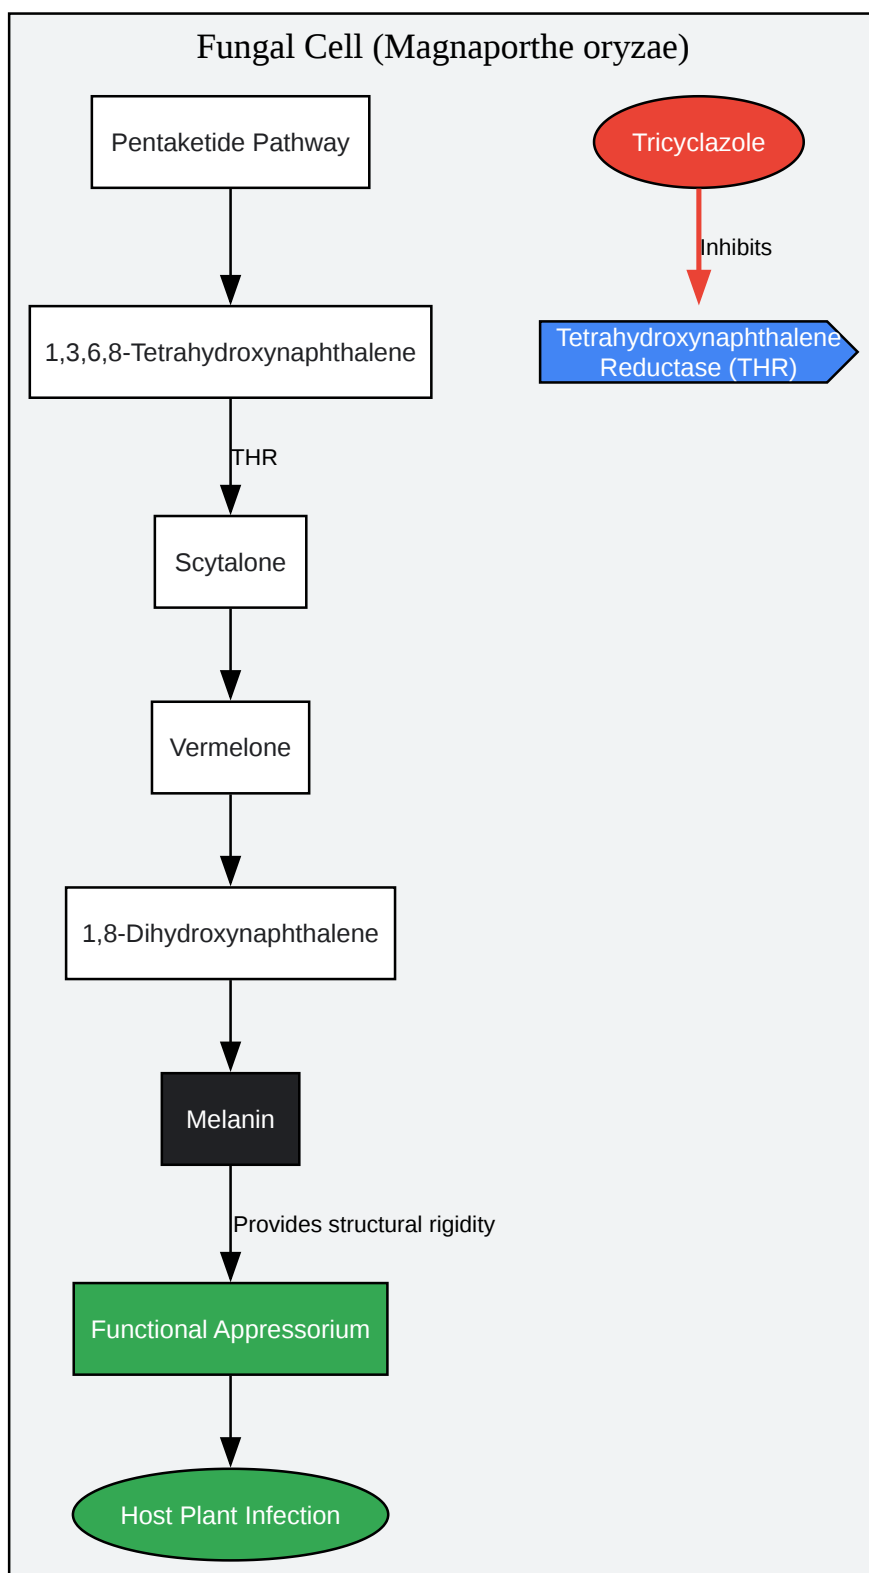 Fungal Cell (Magnaporthe oryzae)
Pentaketide Pathway
Tricyclazole
Inhibits
1,3,6,8-Tetrahydroxynaphthalene
Tetrahydroxynaphthalene
Reductase (THR)
THR
Scytalone
Vermelone
1,8-Dihydroxynaphthalene
Melanin
Provides structural rigidity
Functional Appressorium
Host Plant Infection